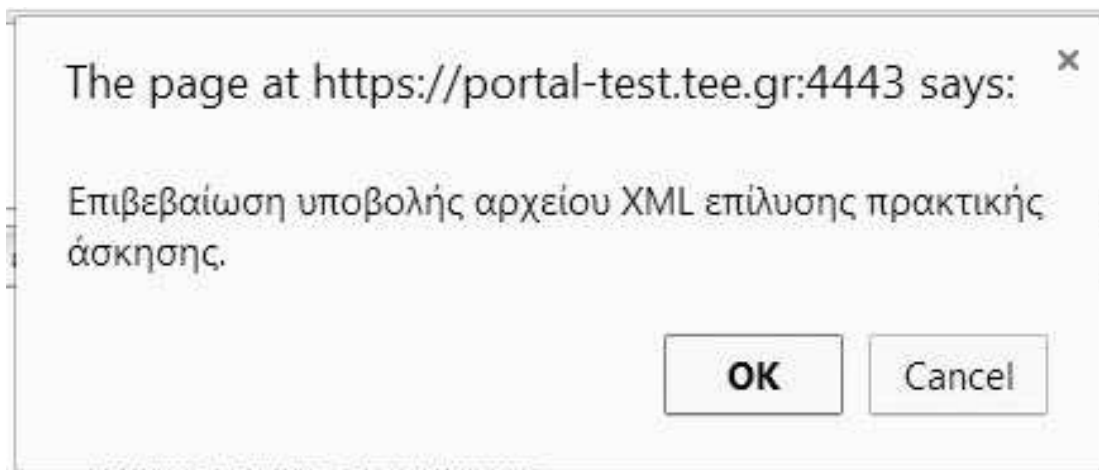 The page at https://portal-test.tee.gr:4443 says:
Επιβεβαίωση υποβολής αρχείου XML επίλυσης πρακτικής
άσκησης.
OK Cancel